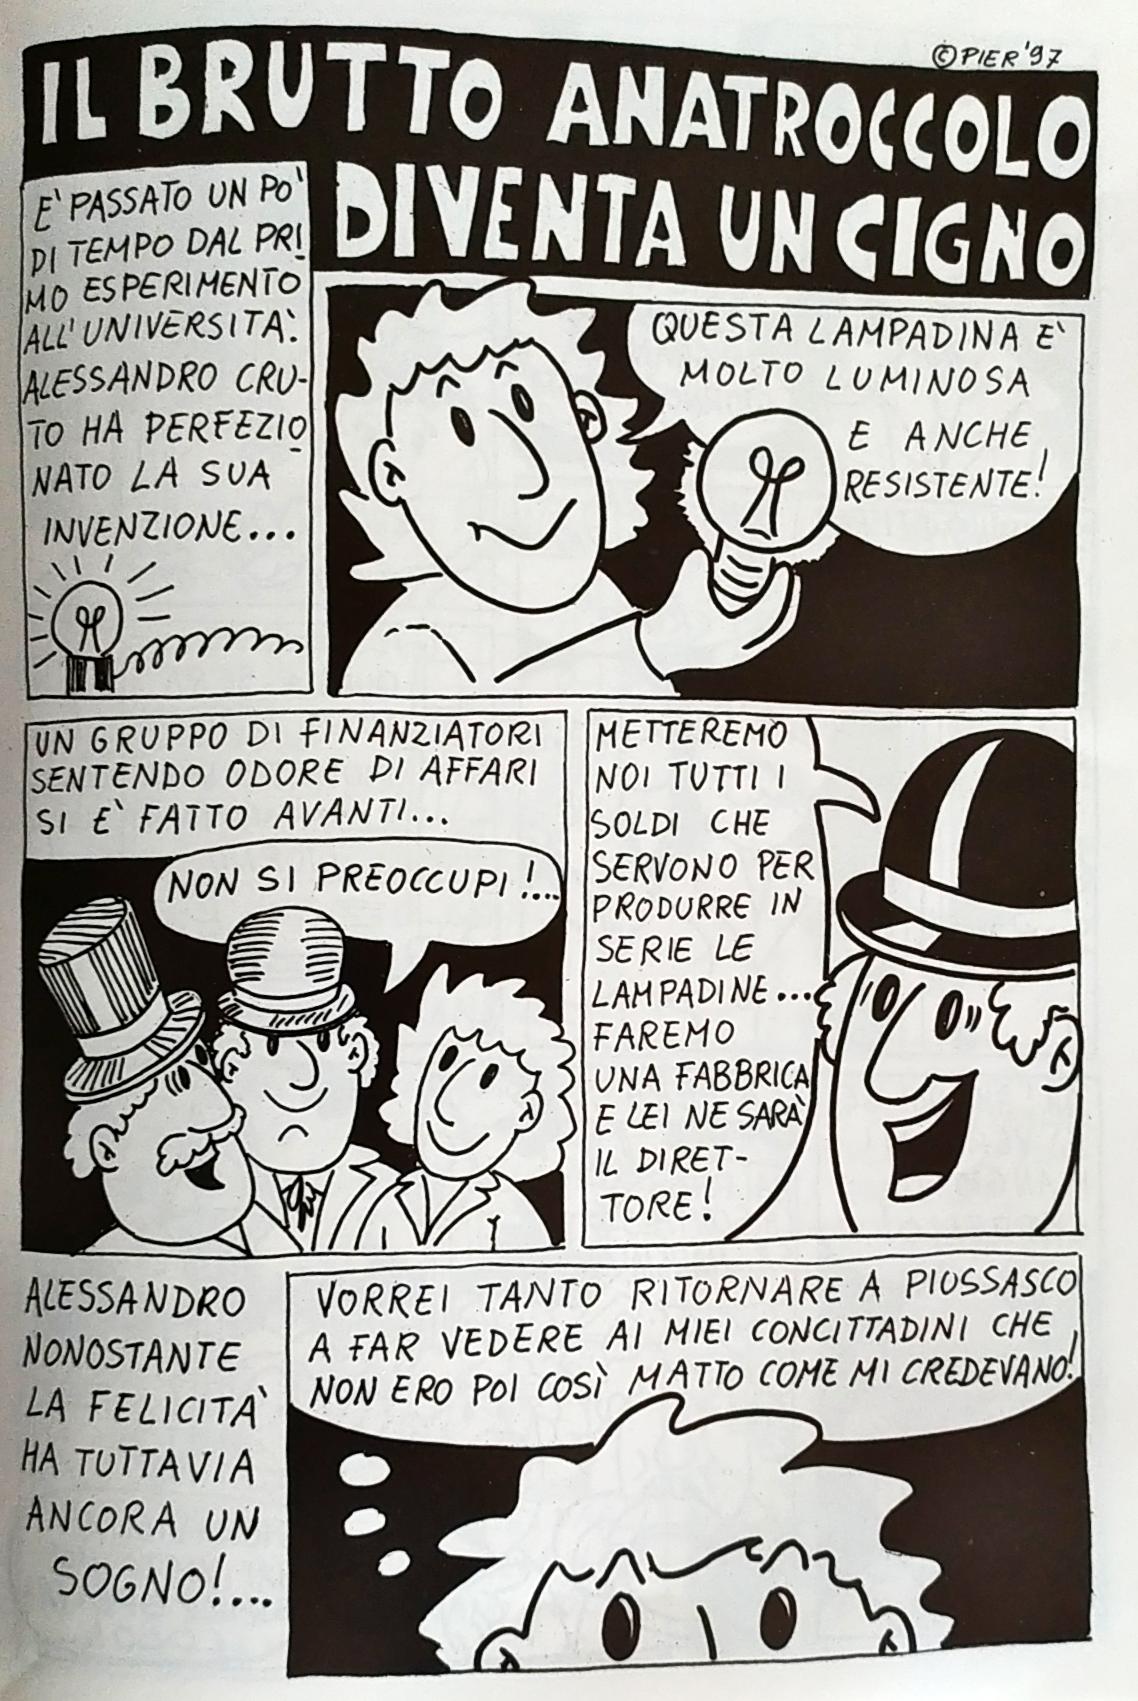 ©PIER'97
IL BRUTTO ANATROCCOLO
DIVENTA UN CIGNO
E' PASSATO UN PO'
DI TEMPO DAL PRI
MO ESPERIMENTO
ALL'UNIVERSITA'.
ALESSANDRO CRU-
TO HA PERFEZIO
NATO LA SUA
INVENZIONE...
QUESTA LAMPADINA E'
MOLTO LUMINOSA
E ANCHE
RESISTENTE!
UN GRUPPO DI FINANZIATORI
SENTENDO ODORE DI AFFARI
SI E' FATTO AVANTI...
NON SI PREOCCUPI!...
METTEREMO
NOI TUTTI I
SOLDI CHE
SERVONO PER
PRODURRE IN
SERIE LE
LAMPADINE...
FAREMO
UNA FABBRICA
E LEI NE SARÀ
IL DIRET-
TORE!
ALESSANDRO
NONOSTANTE
LA FELICITA'
HA TUTTAVIA
ANCORA UN
SOGNO!...
VORREI TANTO RITORNARE A PIOSSASCO
A FAR VEDERE AI MIEI CONCITTADINI CHE
NON ERO POI COSÌ MATTO COME MI CREDEVANO!